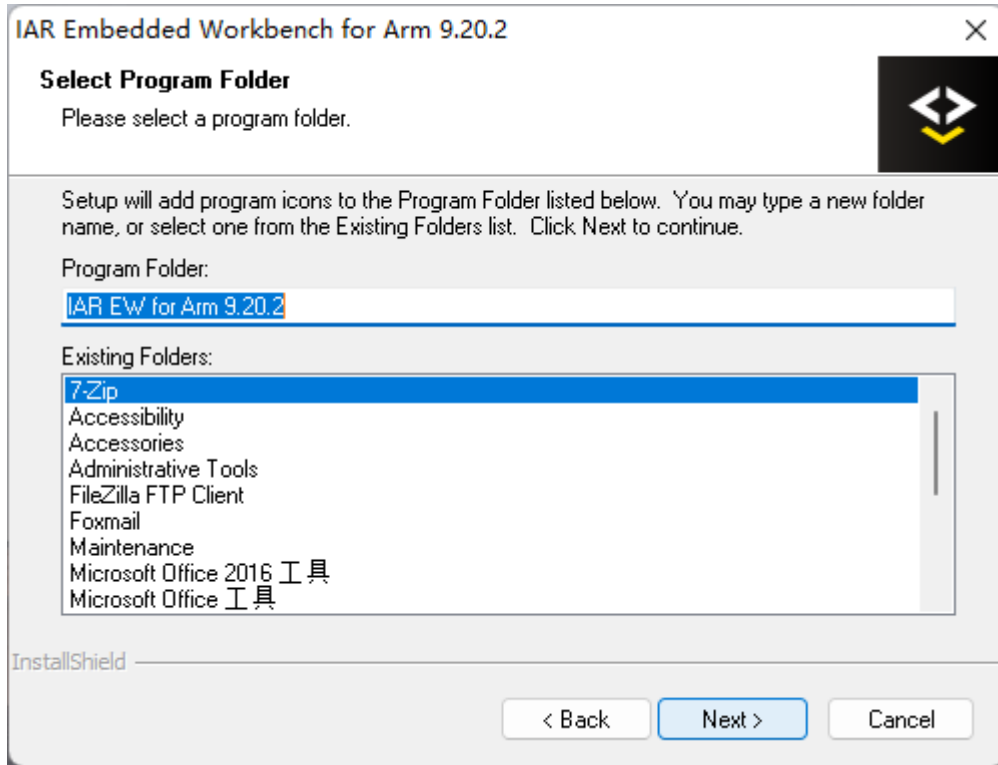 IAR Embedded Workbench for Arm 9.20.2
Select Program Folder
Please select a program folder.
Setup will add program icons to the Program Folder listed below.  You may type a new folder
name, or select one from the Existing Folders list.  Click Next to continue.
Program Folder:
IAR EW for Arm 9.20.2
Existing Folders:
7-Zip
Accessibility
Accessories
Administrative Tools
FileZilla FTP Client
Foxmail
Maintenance
Microsoft Office 2016 工具
Microsoft Office 工具
InstallShield
< Back
Next >
Cancel